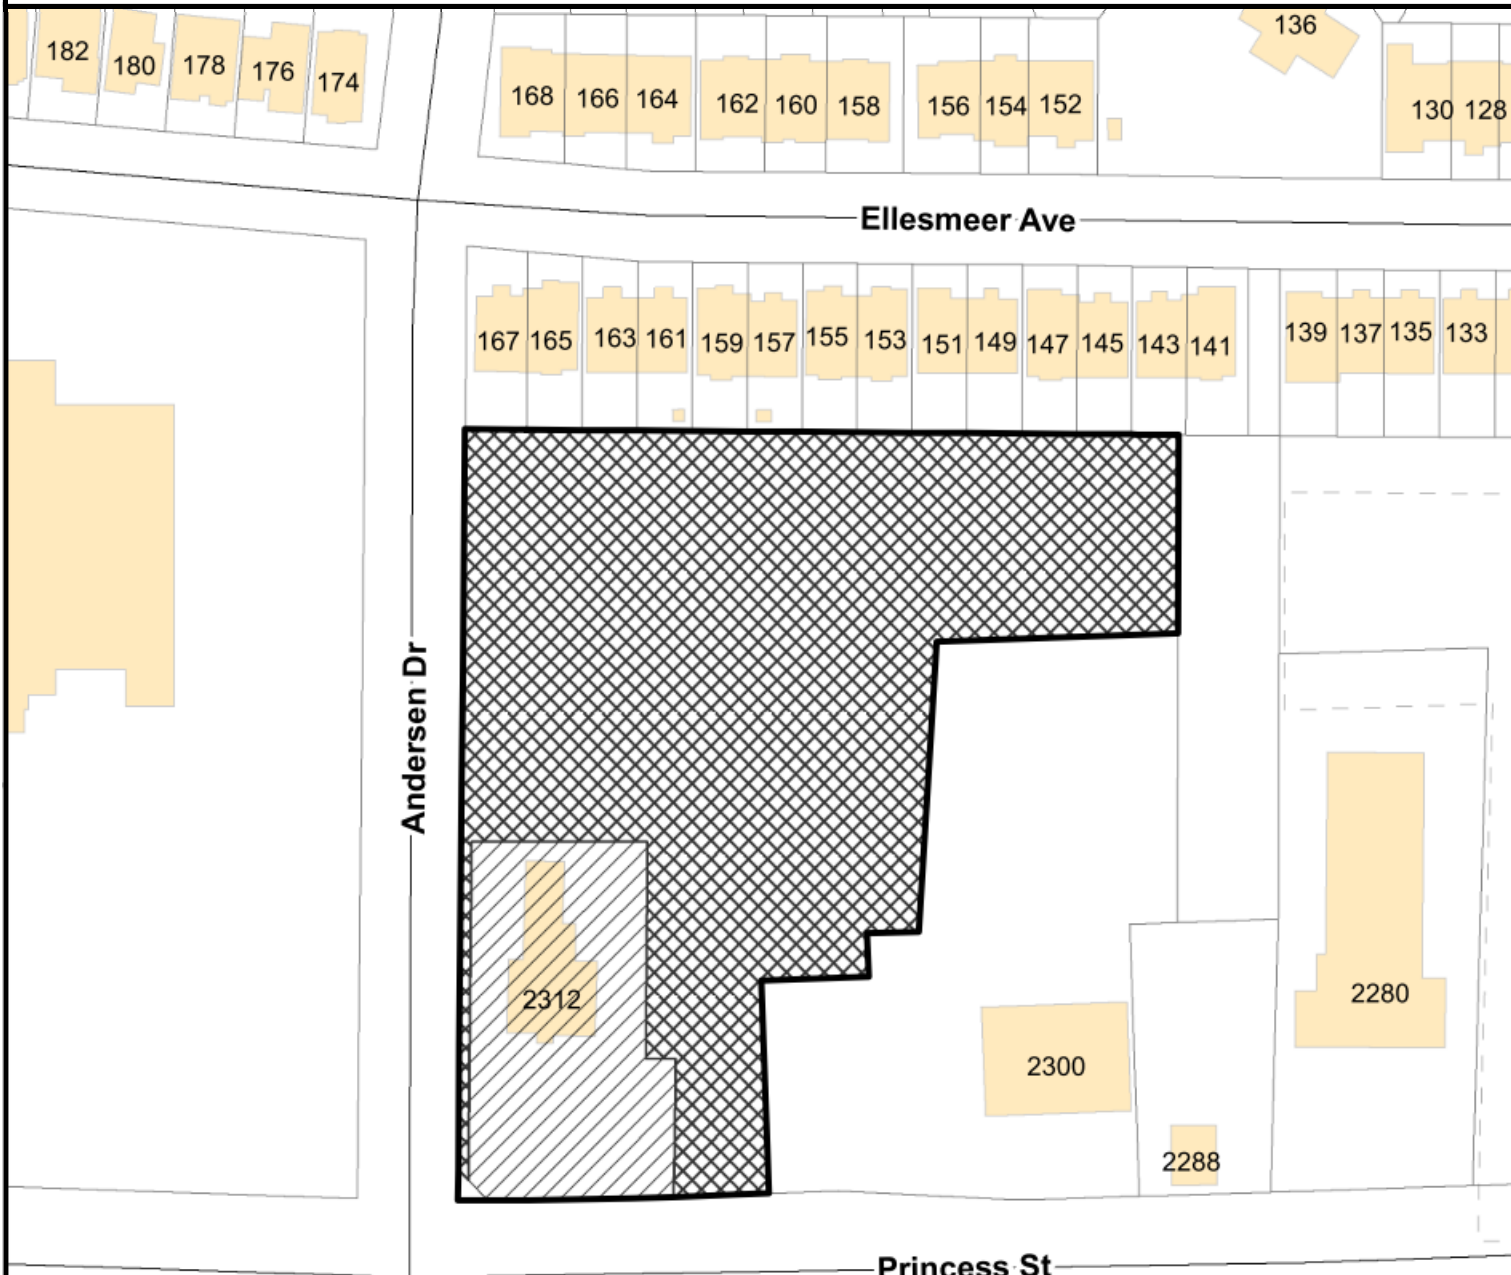 182 180 178 176 174 168 166 164 162 160 158 156 154 152 136 130 128
Ellesmeer Ave
167 165 163 161 159 157 155 153 151 149 147 145 143 141 139 137 135 133
Andersen Dr
2312 2300 2288 2280
Princess St